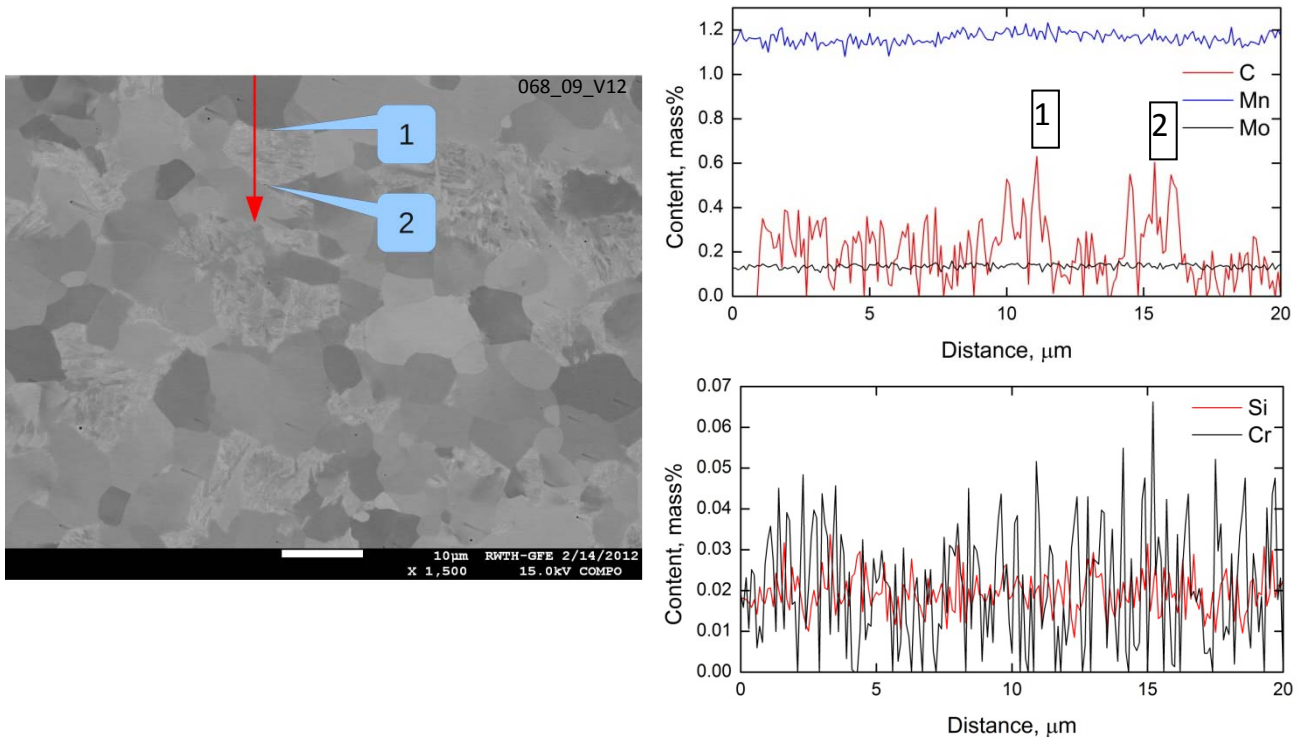 068_09_V12
1
2
10µm RWTH-GFE 2/14/2012
X 1,500 15.0kV COMPO
1.2
1.0
0.8
0.6
0.4
0.2
0.0
Content, mass%
C
Mn
Mo
1
2
0 5 10 15 20
Distance, µm
0.07
0.06
0.05
0.04
0.03
0.02
0.01
0.00
Content, mass%
Si
Cr
0 5 10 15 20
Distance, µm